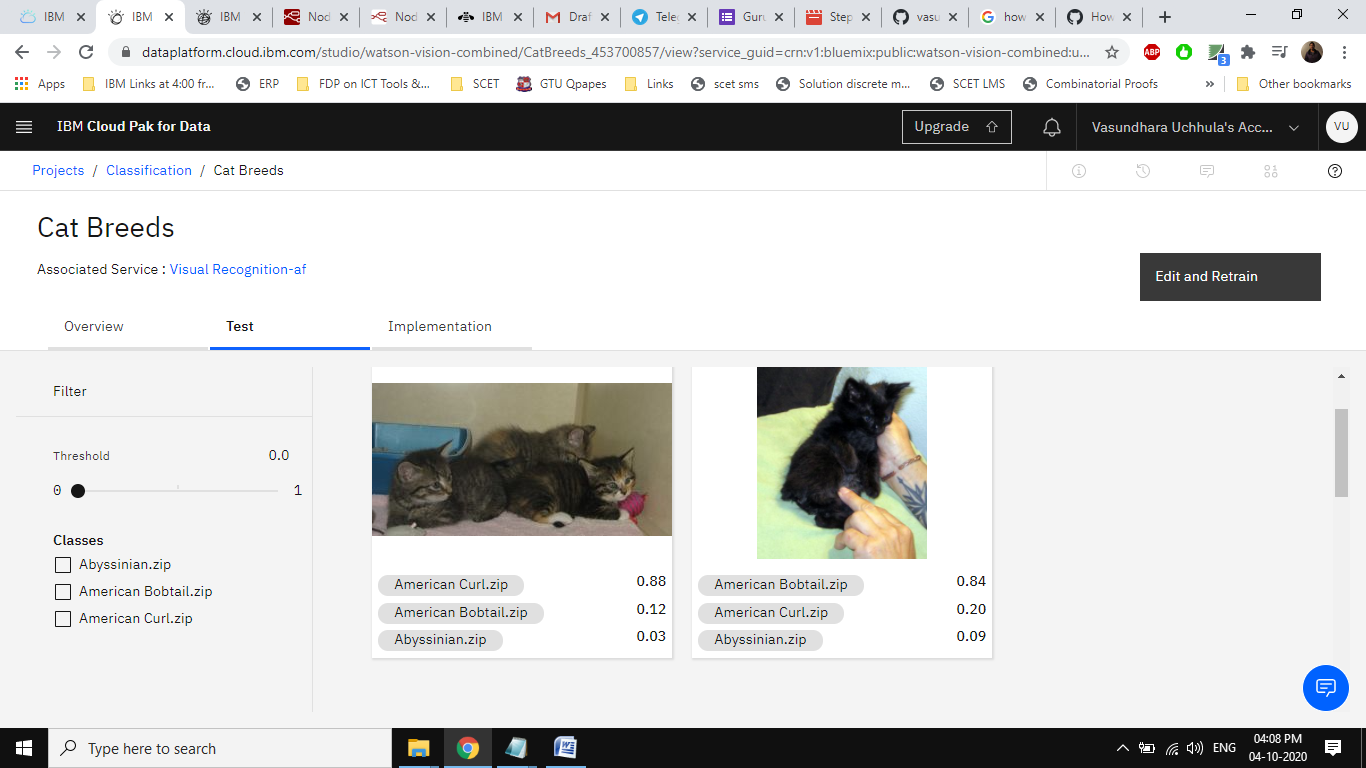 IBM
IBM
IBM
Nod
Nod
IBM
Draf
Tele
Guru
Step
vasu
how
How
dataplatform.cloud.ibm.com/studio/watson-vision-combined/CatBreeds_453700857/view?service_guid=crn:v1:bluemix:public:watson-vision-combined:u...
ABP
3
Apps
IBM Links at 4:00 fr...
ERP
FDP on ICT Tools &...
SCET
GTU Qpapes
Links
scet sms
Solution discrete m...
SCET LMS
Combinatorial Proofs
»
Other bookmarks
IBM Cloud Pak for Data
Upgrade
Vasundhara Uchhula's Acc...
VU
Projects / Classification / Cat Breeds
Cat Breeds
Associated Service : Visual Recognition-af
Edit and Retrain
Overview
Test
Implementation
Filter
Threshold 0.0
0 1
Classes
Abyssinian.zip
American Bobtail.zip
American Curl.zip
American Curl.zip 0.88
American Bobtail.zip 0.12
Abyssinian.zip 0.03
American Bobtail.zip 0.84
American Curl.zip 0.20
Abyssinian.zip 0.09
Type here to search
ENG
04:08 PM
04-10-2020